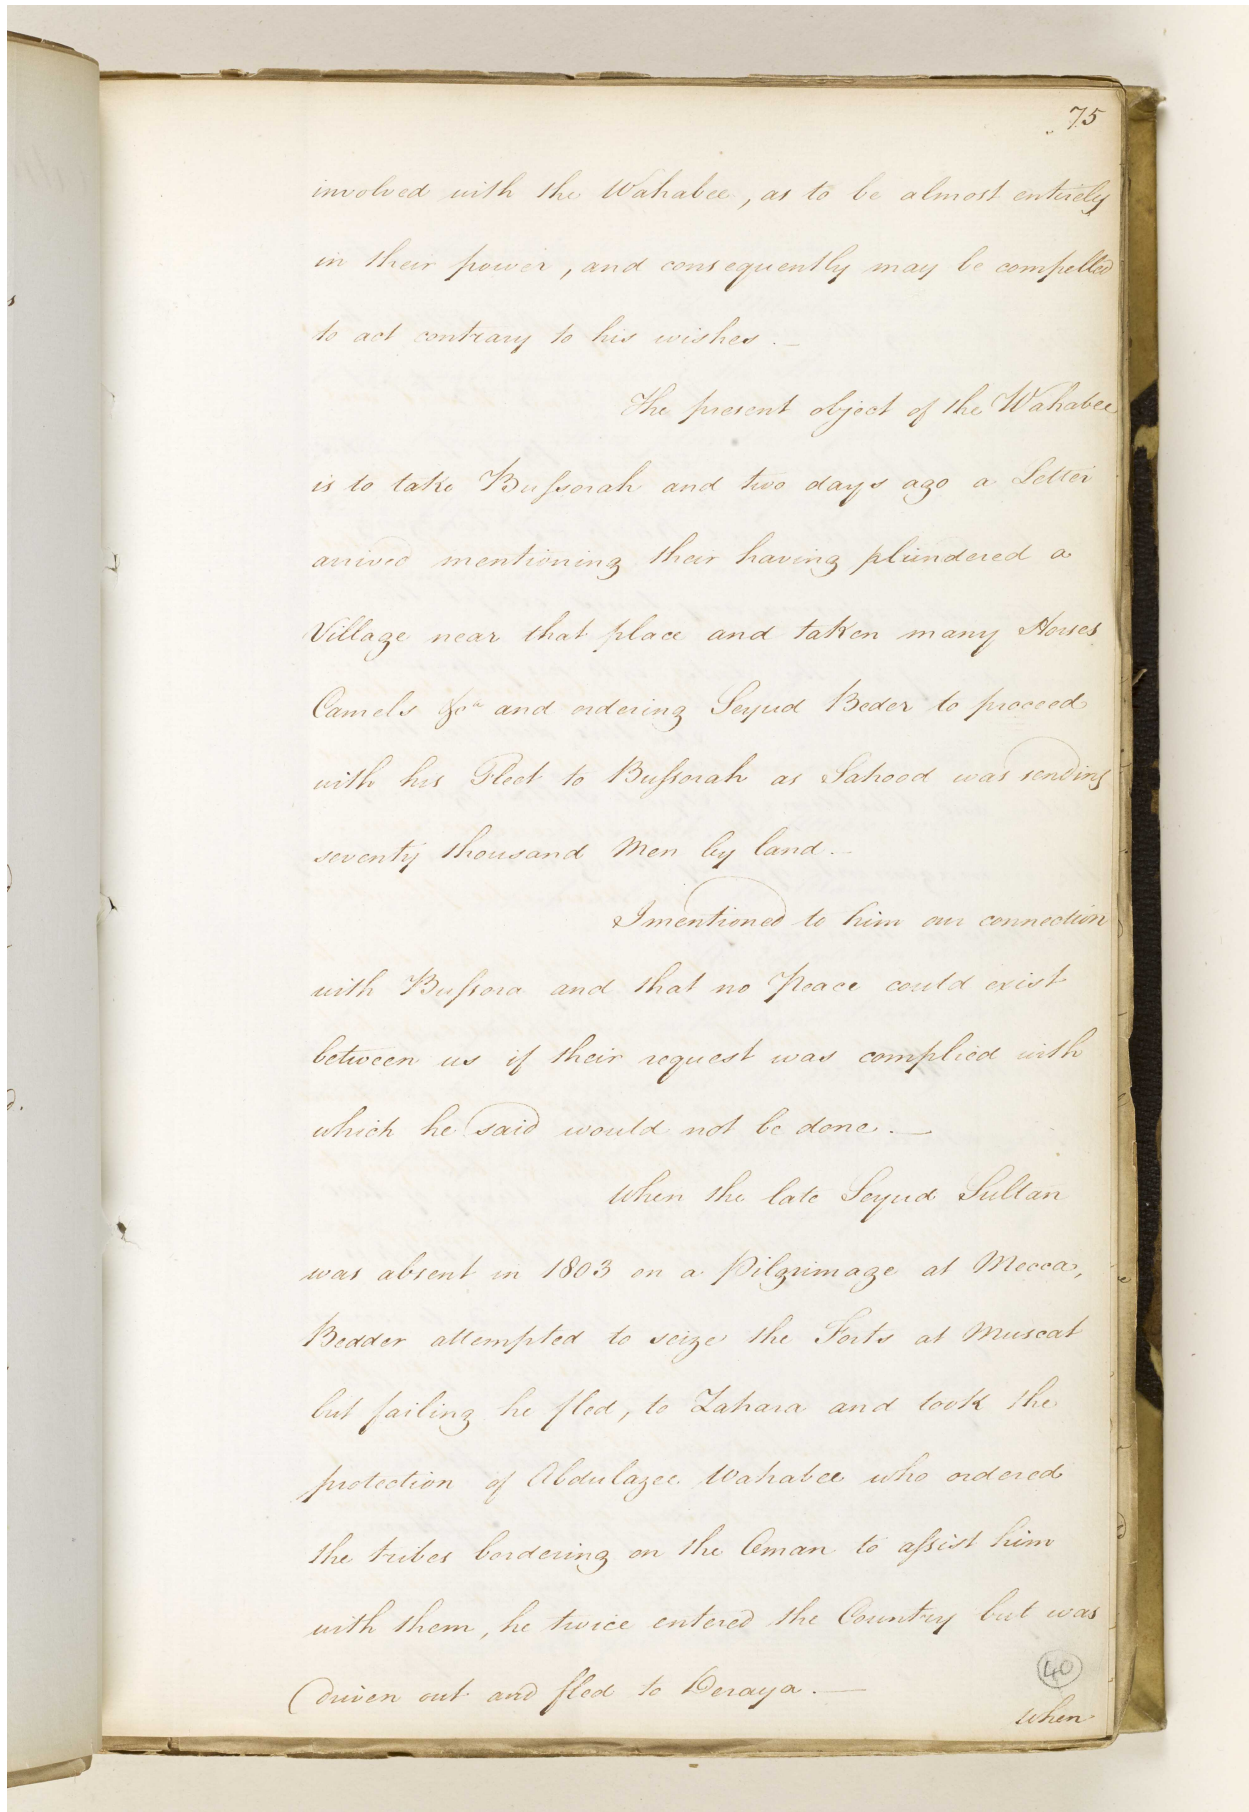 75
involved with the Wahabee, as to be almost entirely
in their power, and consequently may be compelled
to act contrary to his wishes. —
The present object of the Wahabee
is to take Bufsorah and two days ago a Letter
arrived mentioning their having plundered a
Village near that place and taken many Horses
Camels &ca and ordering Seyud Beder to proceed
with his Fleet to Bufsorah as Sahood was sending
seventy thousand Men by land. —
I mentioned to him our connection
with Bufsora and that no Peace could exist
between us if their request was complied with
which he said would not be done. —
When the late Seyud Sultan
was absent in 1803 on a Pilgrimage at Mecca,
Bedder attempted to seize the Forts at Muscat
but failing he fled, to Zahara and took the
protection of Abdulazee Wahabee who ordered
the tribes bordering on the Oman to afsist him
with them, he twice entered the Country but was
driven out and fled to Deraya. —
40
When